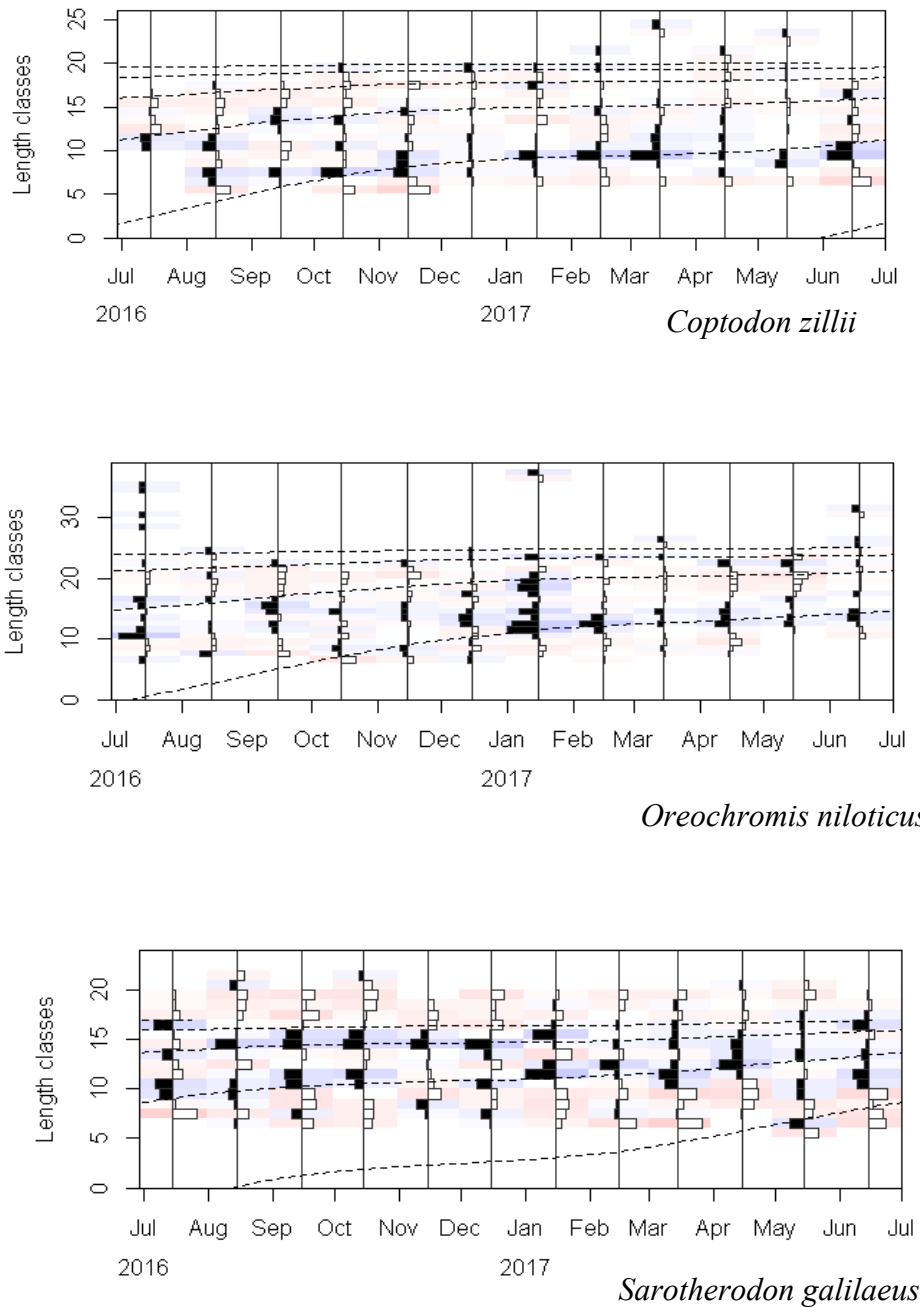 25
20
15
10
5
0
Length classes
Jul Aug Sep Oct Nov Dec Jan Feb Mar Apr May Jun Jul
2016 2017
Coptodon zillii
30
20
10
0
Length classes
Jul Aug Sep Oct Nov Dec Jan Feb Mar Apr May Jun Jul
2016 2017
Oreochromis niloticus
20
15
10
5
0
Length classes
Jul Aug Sep Oct Nov Dec Jan Feb Mar Apr May Jun Jul
2016 2017
Sarotherodon galilaeus